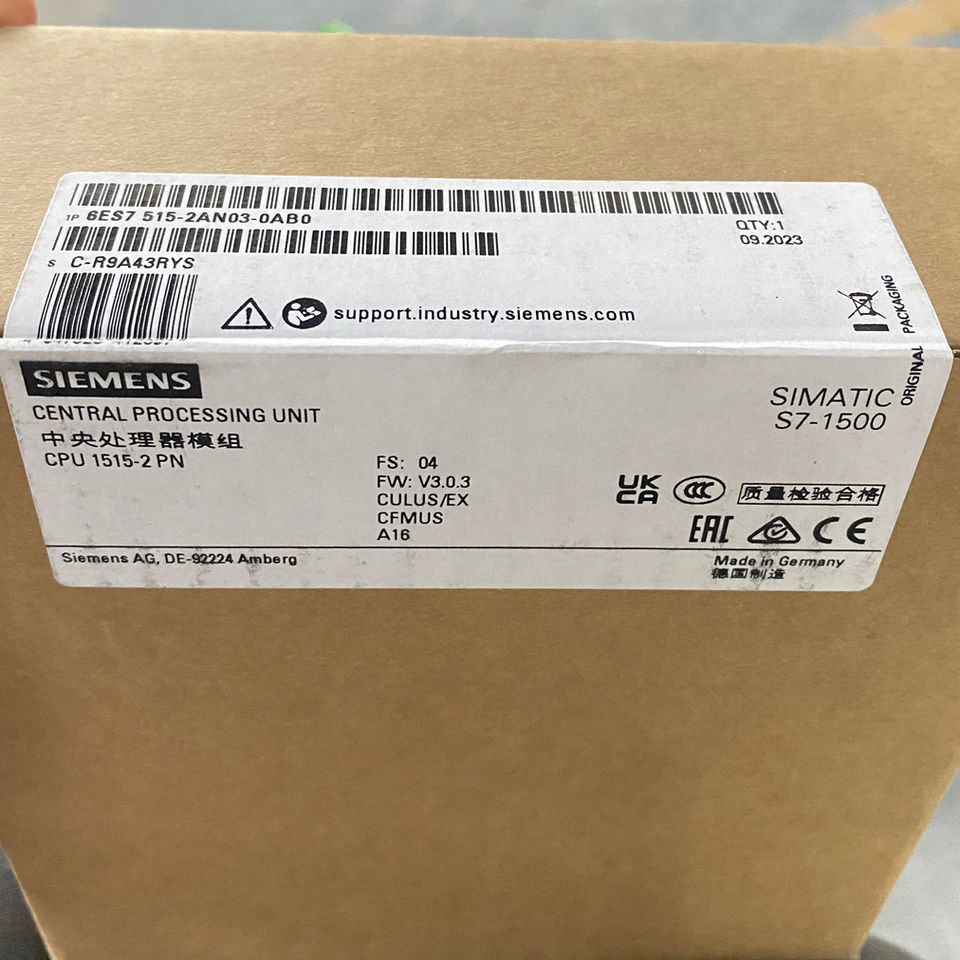 1P 6ES7 515-2AN03-0AB0
QTY:1
09.2023
S C-R9A43RYS
support.industry.siemens.com
ORIGINAL PACKAGING
SIEMENS
CENTRAL PROCESSING UNIT
中央处理器模组
CPU 1515-2 PN
SIMATIC
S7-1500
FS: 04
FW: V3.0.3
CULUS/EX
CFMUS
A16
UK
CA
CCC
质量检验合格
EAC
CE
Siemens AG, DE-92224 Amberg
Made in Germany
德国制造